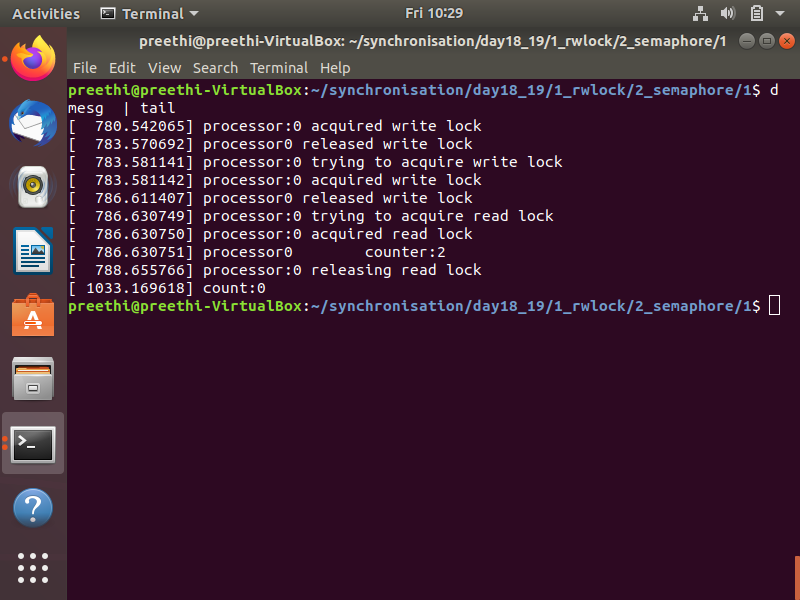 Activities Terminal Fri 10:29
preethi@preethi-VirtualBox: ~/synchronisation/day18_19/1_rwlock/2_semaphore/1
File Edit View Search Terminal Help
preethi@preethi-VirtualBox:~/synchronisation/day18_19/1_rwlock/2_semaphore/1$ d
mesg  | tail
[  780.542065] processor:0 acquired write lock
[  783.570692] processor0 released write lock
[  783.581141] processor:0 trying to acquire write lock
[  783.581142] processor:0 acquired write lock
[  786.611407] processor0 released write lock
[  786.630749] processor:0 trying to acquire read lock
[  786.630750] processor:0 acquired read lock
[  786.630751] processor0        counter:2
[  788.655766] processor:0 releasing read lock
[ 1033.169618] count:0
preethi@preethi-VirtualBox:~/synchronisation/day18_19/1_rwlock/2_semaphore/1$